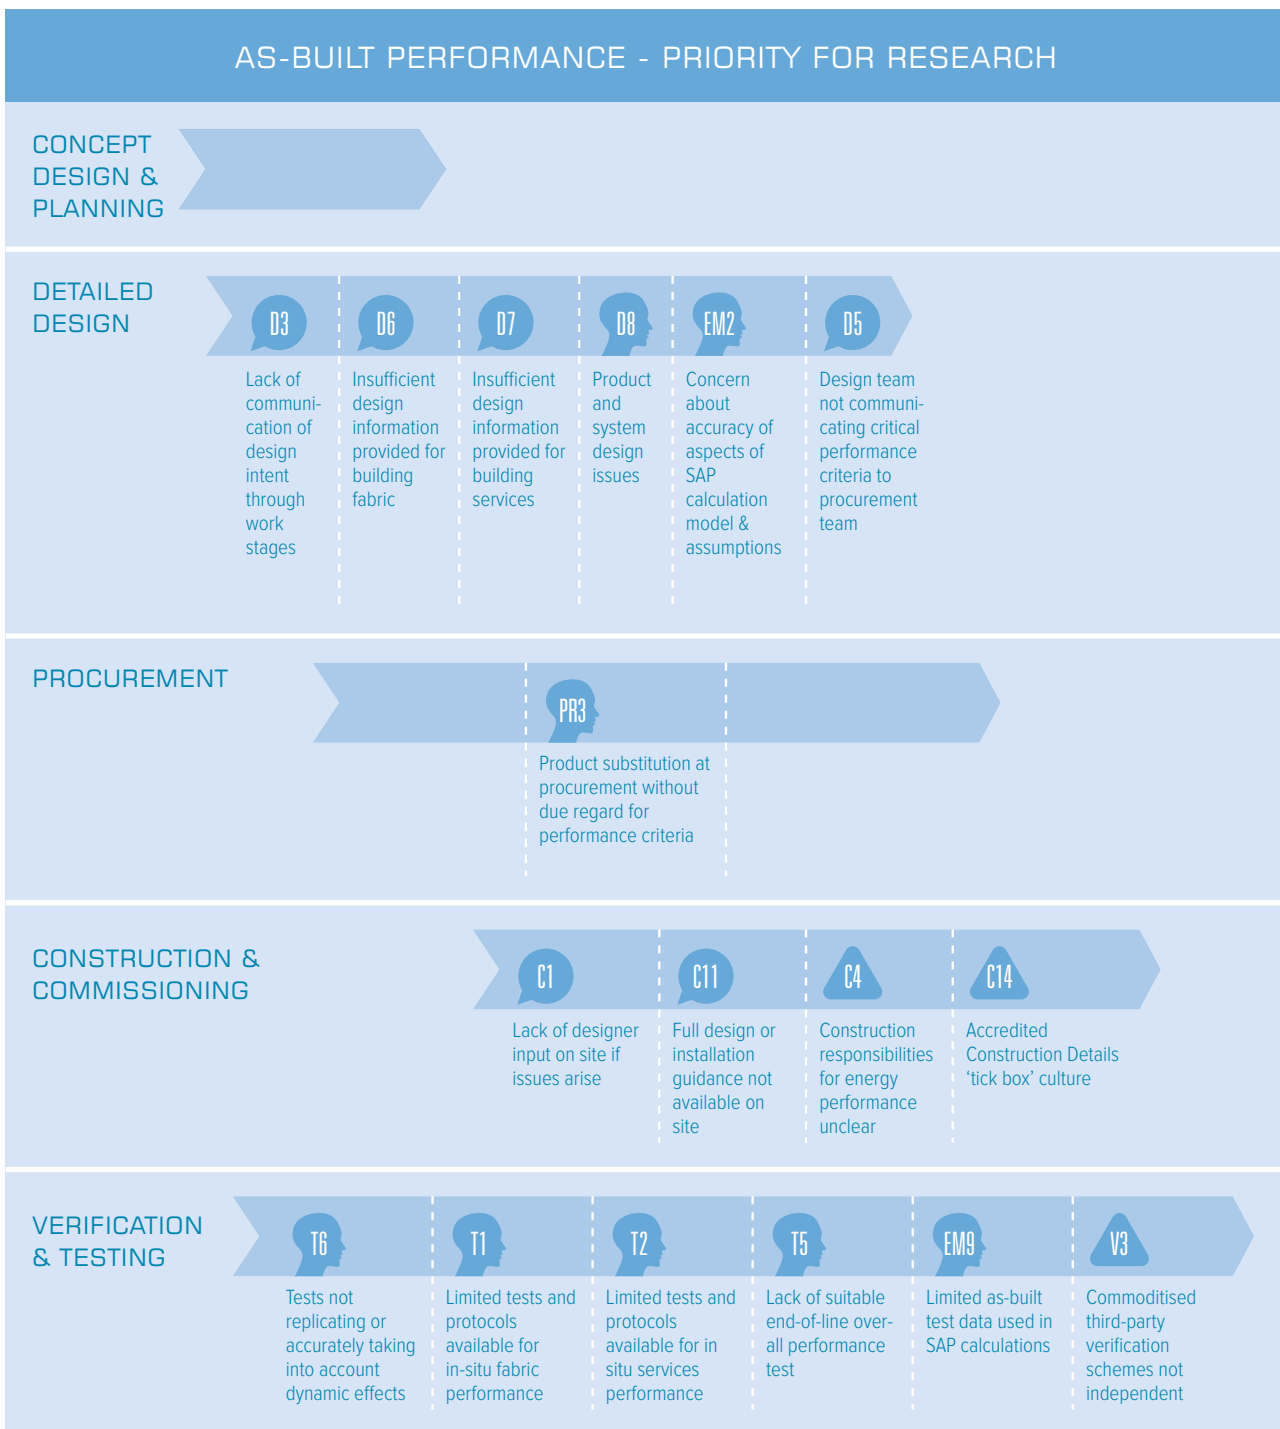 AS-BUILT PERFORMANCE - PRIORITY FOR RESEARCH
CONCEPT
DESIGN &
PLANNING
DETAILED
DESIGN
D3
Lack of
communi-
cation of
design
intent
through
work
stages
D6
Insufficient
design
information
provided for
building
fabric
D7
Insufficient
design
information
provided for
building
services
D8
Product
and
system
design
issues
EM2
Concern
about
accuracy of
aspects of
SAP
calculation
model &
assumptions
D5
Design team
not communi-
cating critical
performance
criteria to
procurement
team
PROCUREMENT
PR3
Product substitution at
procurement without
due regard for
performance criteria
CONSTRUCTION &
COMMISSIONING
C1
Lack of designer
input on site if
issues arise
C11
Full design or
installation
guidance not
available on
site
C4
Construction
responsibilities
for energy
performance
unclear
C14
Accredited
Construction Details
‘tick box’ culture
VERIFICATION
& TESTING
T6
Tests not
replicating or
accurately taking
into account
dynamic effects
T1
Limited tests and
protocols
available for
in-situ fabric
performance
T2
Limited tests and
protocols
available for in
situ services
performance
T5
Lack of suitable
end-of-line over-
all performance
test
EM9
Limited as-built
test data used in
SAP calculations
V3
Commoditised
third-party
verification
schemes not
independent